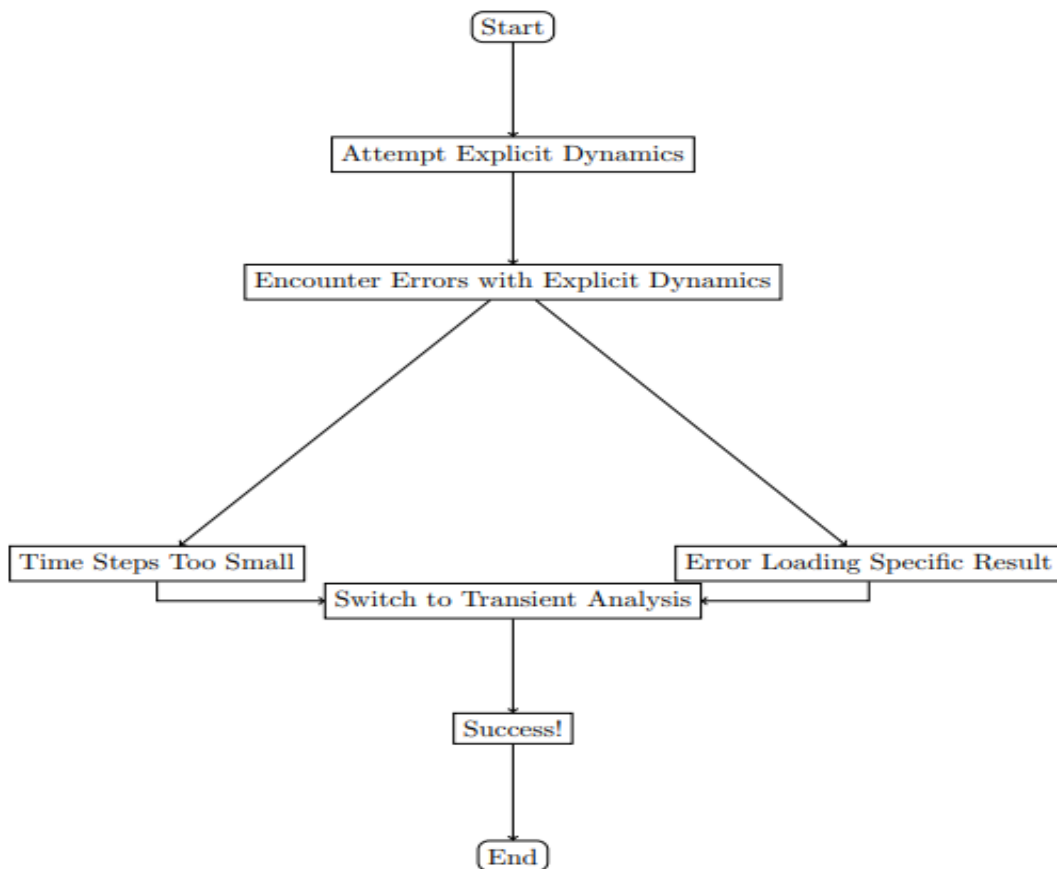 Start
Attempt Explicit Dynamics
Encounter Errors with Explicit Dynamics
Time Steps Too Small
Error Loading Specific Result
Switch to Transient Analysis
Success!
End